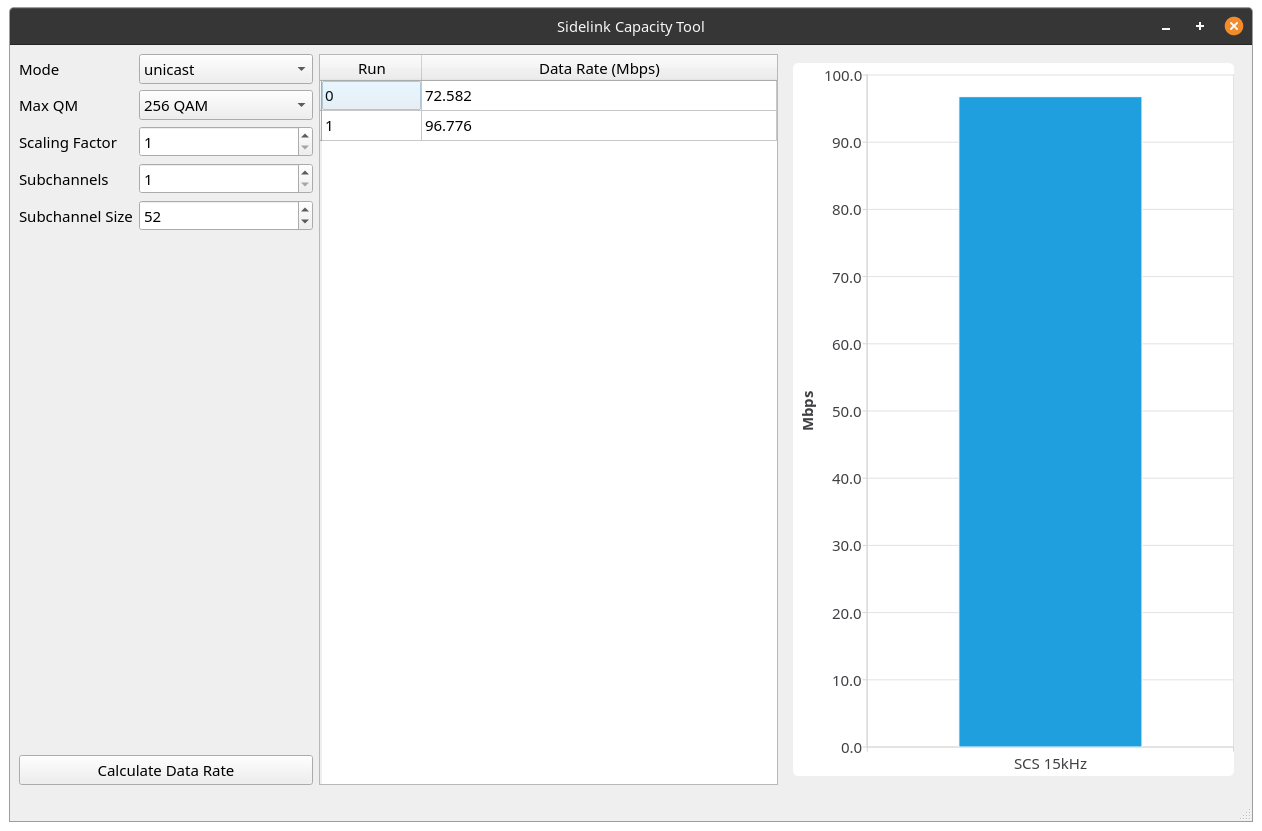 Sidelink Capacity Tool
Mode
unicast
Max QM
256 QAM
Scaling Factor
1
Subchannels
1
Subchannel Size
52
Calculate Data Rate
Run Data Rate (Mbps)
0 72.582
1 96.776
100.0
90.0
80.0
70.0
60.0
50.0
40.0
30.0
20.0
10.0
0.0
Mbps
SCS 15kHz